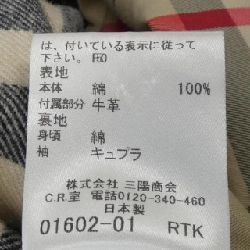 は、付いている表示に従って
下さい。F60
表地
本体 綿 100%
付属部分 牛革
裏地
身頃 綿
袖 キュプラ
株式会社 三陽商会
C.R.室 電話0120-340-460
日本製
01602-01 RTK